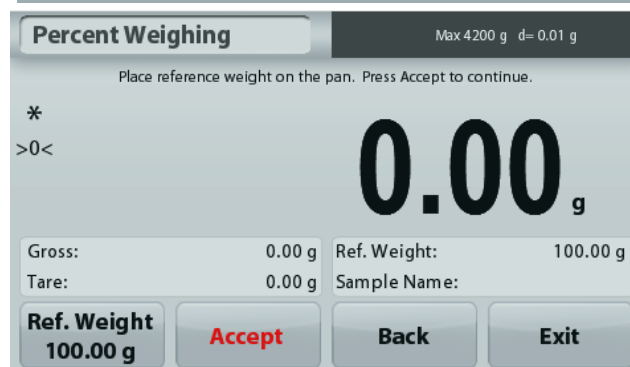 Percent Weighing
Max 4200 g d= 0.01 g
Place reference weight on the pan. Press Accept to continue.
*
>0<
0.00 g
Gross: 0.00 g
Ref. Weight: 100.00 g
Tare: 0.00 g
Sample Name:
Ref. Weight
100.00 g
Accept
Back
Exit